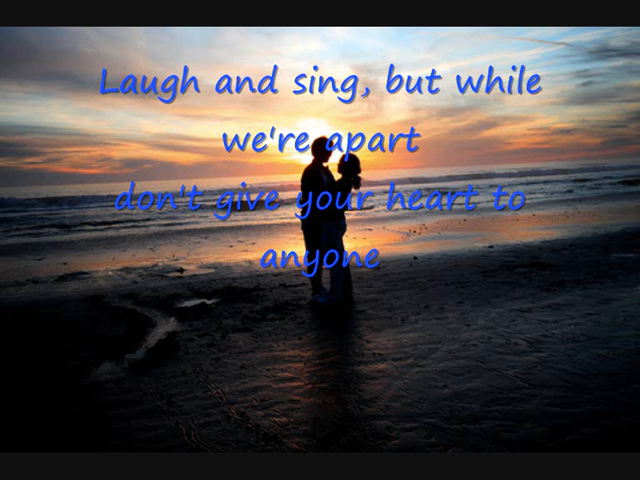 Laugh and sing, but while
we're apart
don't give your heart to
anyone